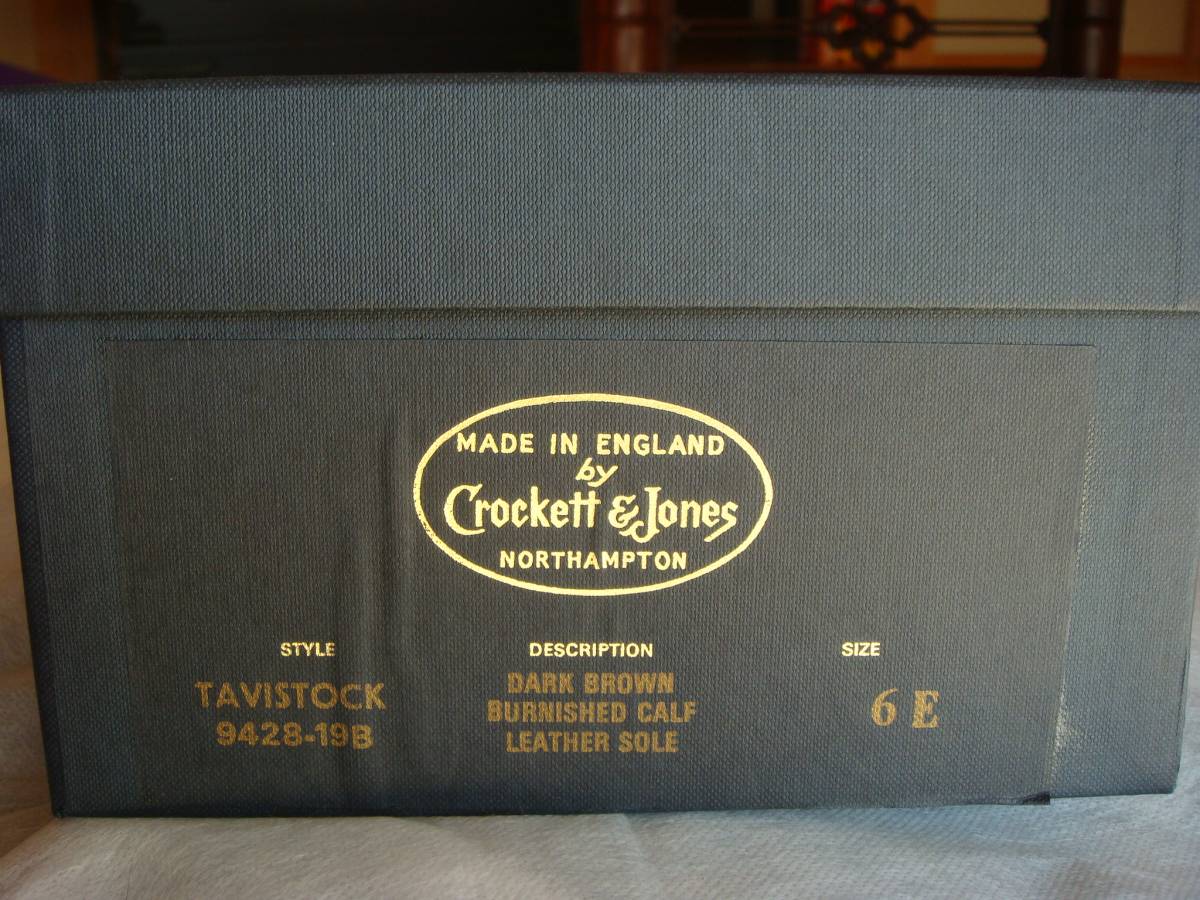 MADE IN ENGLAND
by
Crockett & Jones
NORTHAMPTON
STYLE DESCRIPTION SIZE
TAVISTOCK
9428-19B
DARK BROWN
BURNISHED CALF
LEATHER SOLE
6 E